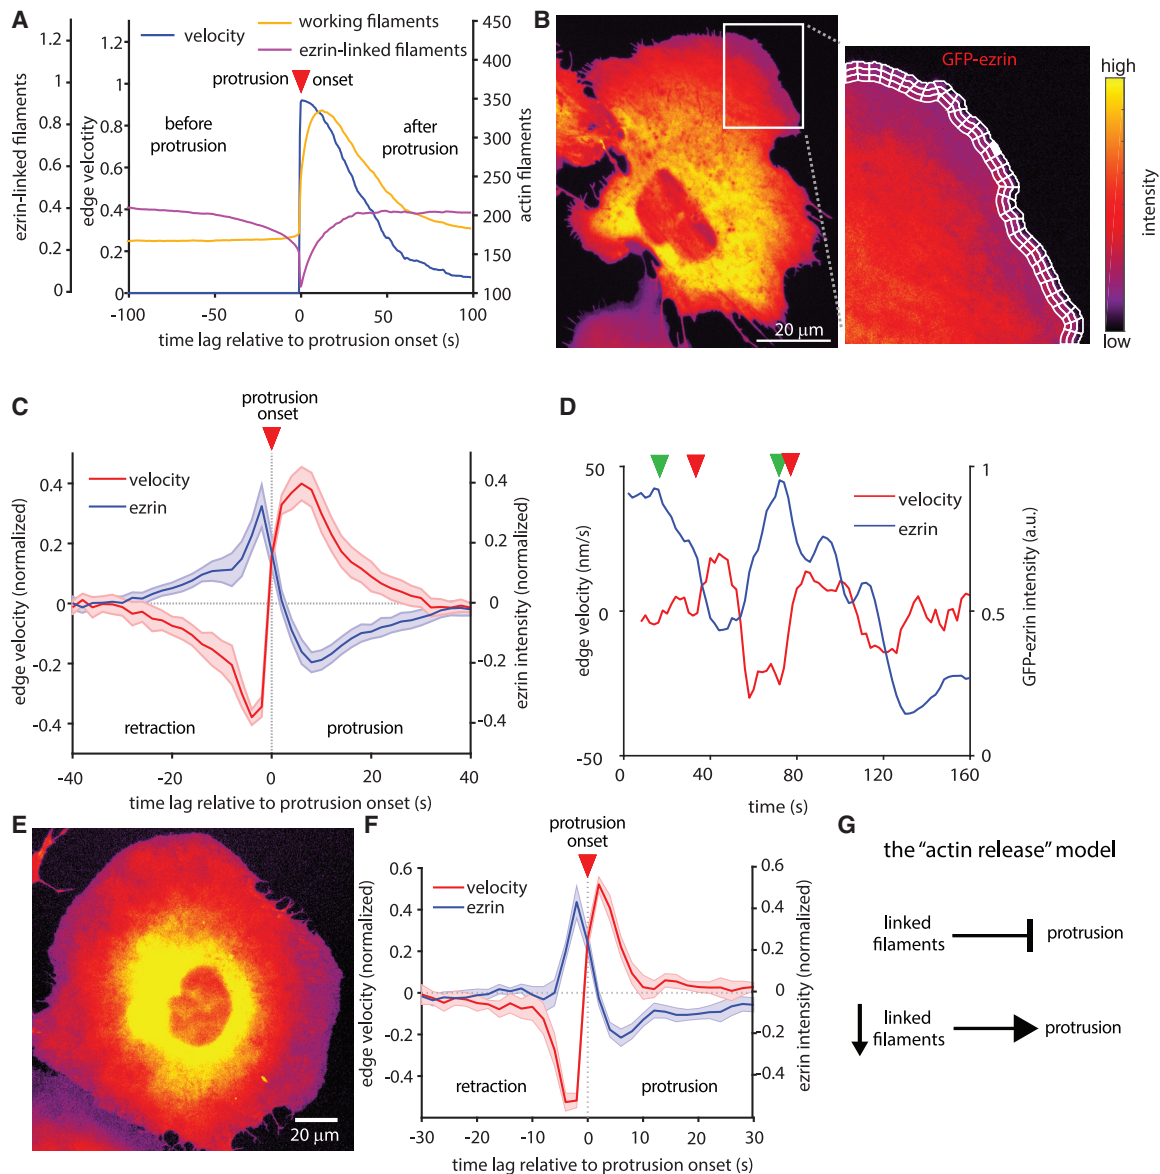 A
working filaments
velocity
ezrin-linked filaments
protrusion onset
before
protrusion
after
protrusion
ezrin-linked filaments
1.2
1
0.8
0.6
0.4
0.2
0
edge velcotity
1.2
1
0.8
0.6
0.4
0.2
0
actin filaments
450
400
350
300
250
200
150
100
-100
-50
0
50
100
time lag relative to protrusion onset (s)
B
20 μm
GFP-ezrin
high
intensity
low
C
protrusion
onset
velocity
ezrin
edge velocity (normalized)
0.4
0.2
0
-0.2
-0.4
ezrin intensity (normalized)
0.4
0.2
0
-0.2
-0.4
retraction
protrusion
-40
-20
0
20
40
time lag relative to protrusion onset (s)
D
velocity
ezrin
edge velocity (nm/s)
50
0
-50
GFP-ezrin intensity (a.u.)
1
0.5
0
0
40
80
120
160
time (s)
E
20 μm
F
protrusion
onset
velocity
ezrin
edge velocity (normalized)
0.6
0.4
0.2
0
-0.2
-0.4
ezrin intensity (normalized)
0.6
0.4
0.2
0
-0.2
-0.4
retraction
protrusion
-30
-20
-10
0
10
20
30
time lag relative to protrusion onset (s)
G
the "actin release" model
linked
filaments
protrusion
linked
filaments
protrusion